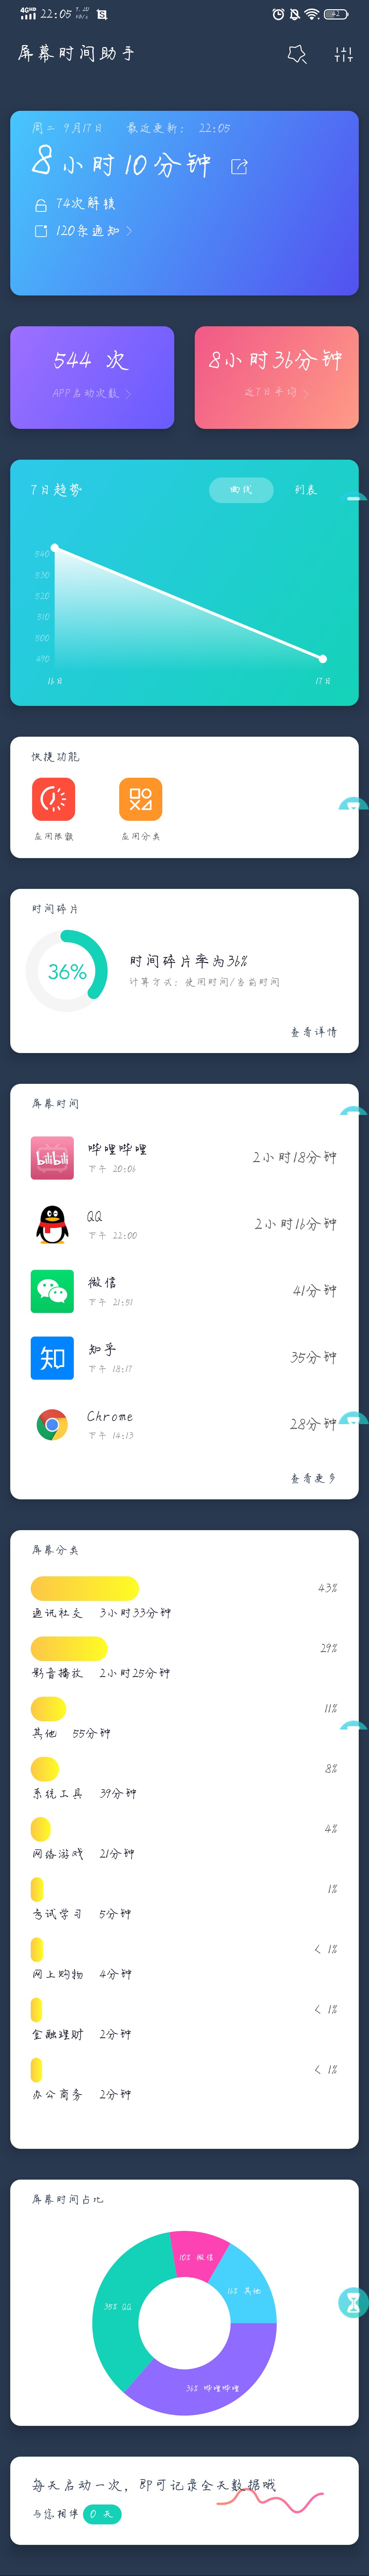 4GHD 22:05
屏幕时间助手
周二 9月17日 最近更新： 22:05
8小时10分钟
74次解锁
120条通知 >
544 次
APP启动次数 >
8小时36分钟
近7日平均 >
7日趋势 曲线 列表
540
530
520
510
500
490
16日 17日
快捷功能
应用限额 应用分类
时间碎片
36%
时间碎片率为36%
计算方式：使用时间/当前时间
查看详情
屏幕时间
bilibili 哔哩哔哩 2小时18分钟
下午 20:06
QQ 2小时16分钟
下午 22:00
微信 41分钟
下午 21:51
知 知乎 35分钟
下午 18:17
Chrome 28分钟
下午 14:13
查看更多
屏幕分类
43%
通讯社交 3小时33分钟
29%
影音播放 2小时25分钟
11%
其他 55分钟
8%
系统工具 39分钟
4%
网络游戏 21分钟
1%
考试学习 5分钟
< 1%
网上购物 4分钟
< 1%
金融理财 2分钟
< 1%
办公商务 2分钟
屏幕时间占比
10% 微信
16% 其他
35% QQ
36% 哔哩哔哩
每天启动一次，即可记录全天数据哦
与您相伴 0 天